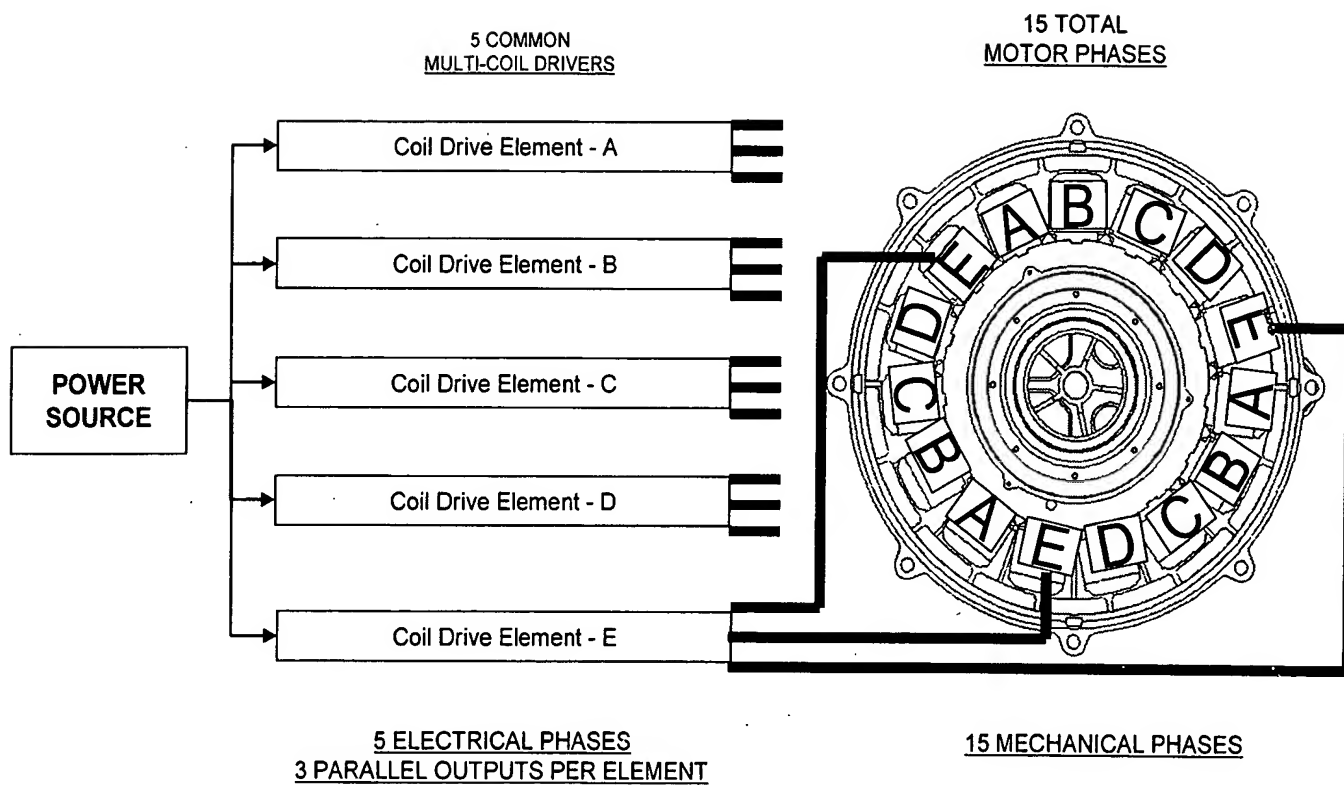 5 COMMON
MULTI-COIL DRIVERS
15 TOTAL
MOTOR PHASES
Coil Drive Element - A
Coil Drive Element - B
Coil Drive Element - C
Coil Drive Element - D
Coil Drive Element - E
POWER
SOURCE
A
B
C
D
E
A
B
C
D
E
A
B
C
D
E
5 ELECTRICAL PHASES
3 PARALLEL OUTPUTS PER ELEMENT
15 MECHANICAL PHASES